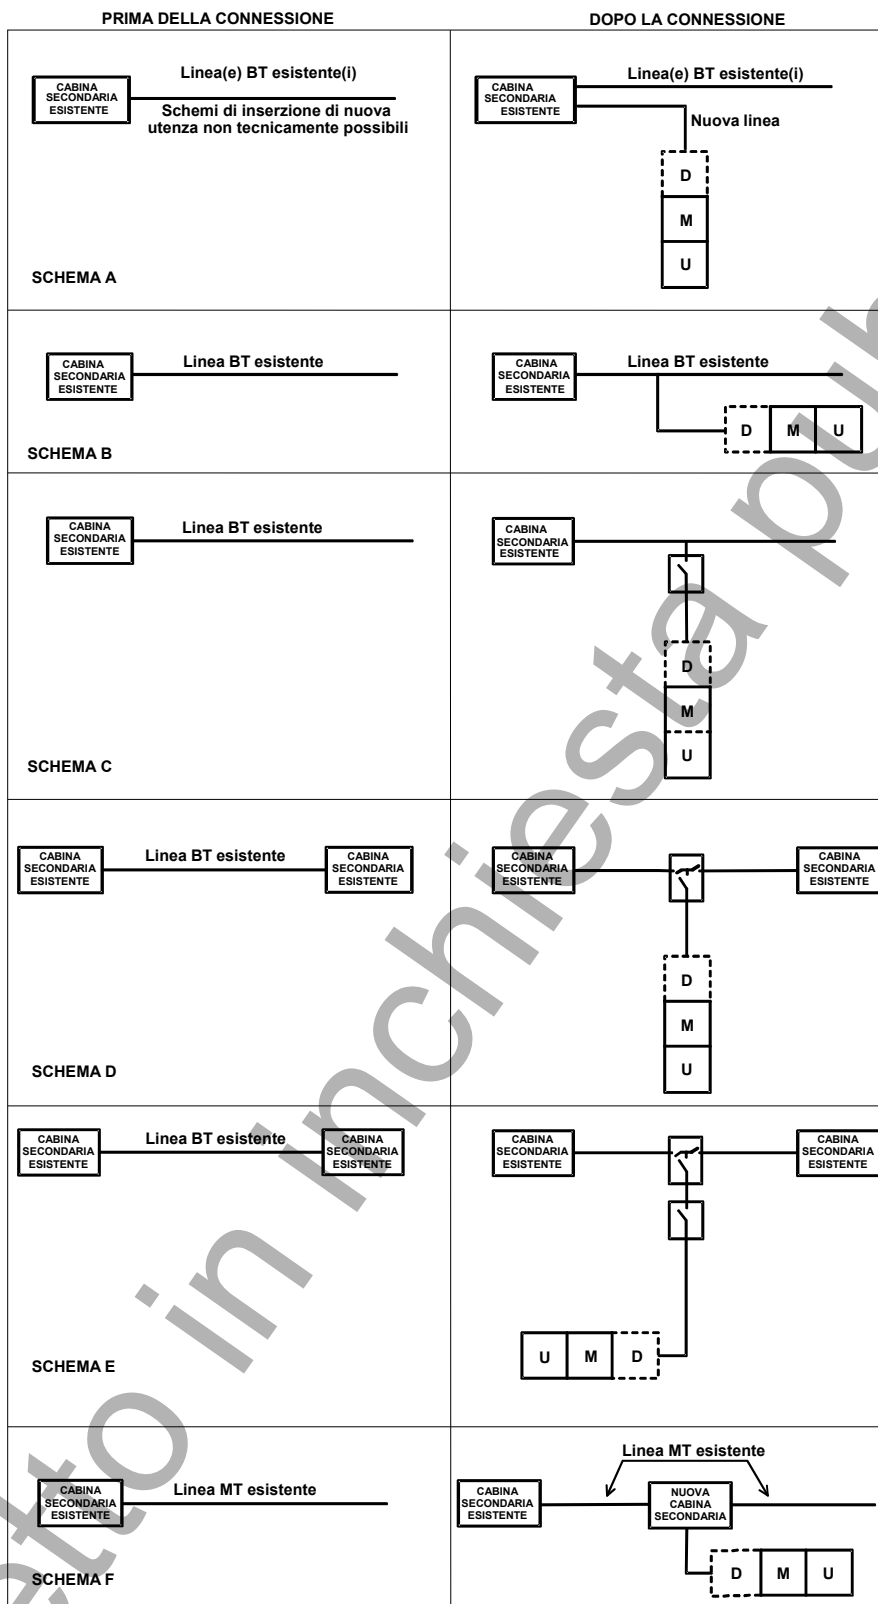 PRIMA DELLA CONNESSIONE
DOPO LA CONNESSIONE
CABINA
SECONDARIA
ESISTENTE
Linea(e) BT esistente(i)
Schemi di inserzione di nuova
utenza non tecnicamente possibili
SCHEMA A
CABINA
SECONDARIA
ESISTENTE
Linea(e) BT esistente(i)
Nuova linea
D
M
U
CABINA
SECONDARIA
ESISTENTE
Linea BT esistente
SCHEMA B
CABINA
SECONDARIA
ESISTENTE
Linea BT esistente
D M U
CABINA
SECONDARIA
ESISTENTE
Linea BT esistente
SCHEMA C
CABINA
SECONDARIA
ESISTENTE
D
M
U
CABINA
SECONDARIA
ESISTENTE
Linea BT esistente
CABINA
SECONDARIA
ESISTENTE
SCHEMA D
CABINA
SECONDARIA
ESISTENTE
CABINA
SECONDARIA
ESISTENTE
D
M
U
CABINA
SECONDARIA
ESISTENTE
Linea BT esistente
CABINA
SECONDARIA
ESISTENTE
SCHEMA E
CABINA
SECONDARIA
ESISTENTE
CABINA
SECONDARIA
ESISTENTE
U M D
CABINA
SECONDARIA
ESISTENTE
Linea MT esistente
SCHEMA F
Linea MT esistente
CABINA
SECONDARIA
ESISTENTE
NUOVA
CABINA
SECONDARIA
D M U
etto in inchiesta pub